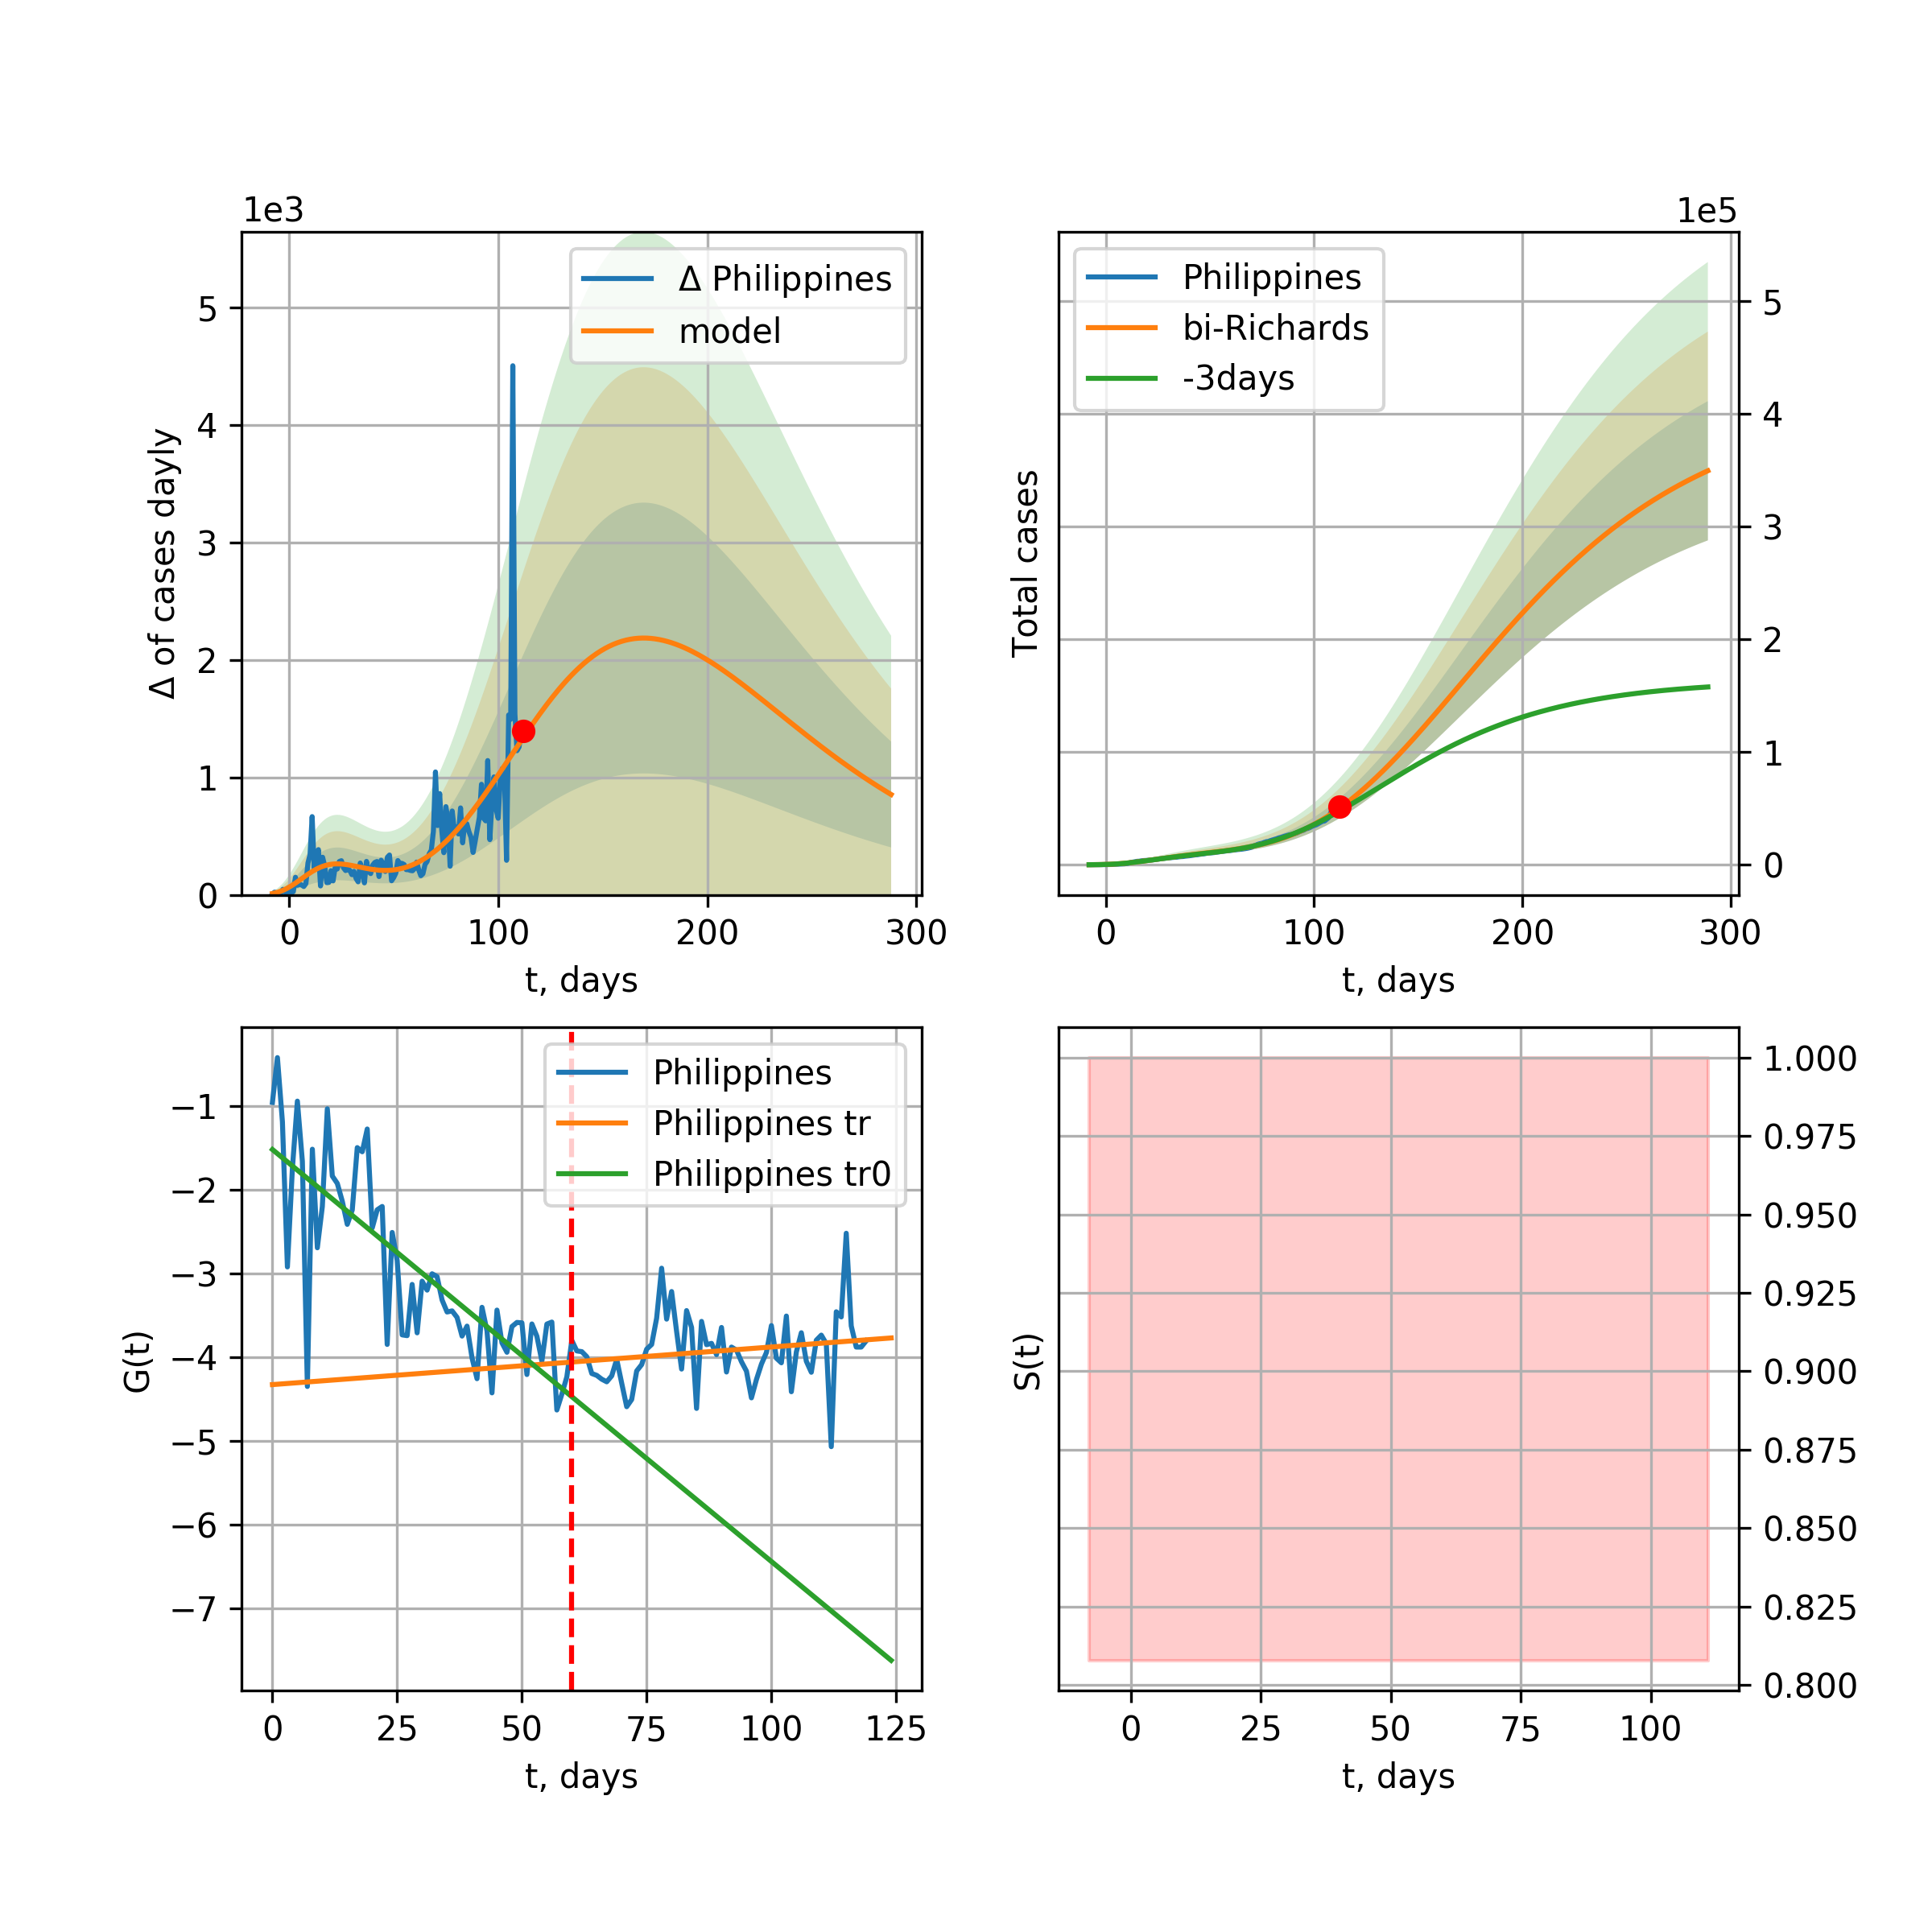 1e3
Δ of cases dayly
5
4
3
2
1
0
Δ Philippines
model
0 100 200 300
t, days
1e5
Total cases
Philippines
bi-Richards
-3days
5
4
3
2
1
0
0 100 200 300
t, days
G(t)
−1
−2
−3
−4
−5
−6
−7
Philippines
Philippines tr
Philippines tr0
0 25 50 75 100 125
t, days
S(t)
1.000
0.975
0.950
0.925
0.900
0.875
0.850
0.825
0.800
0 25 50 75 100
t, days